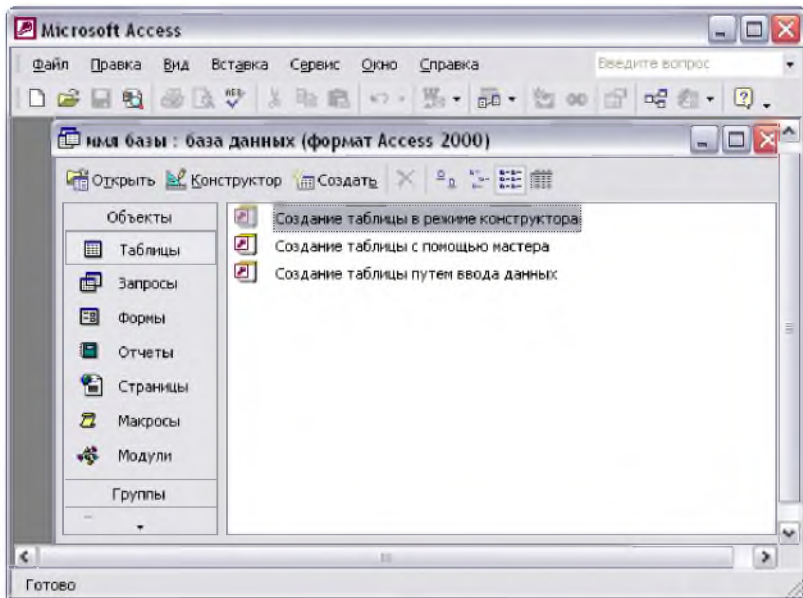 Microsoft Access
Файл Правка Вид Вставка Сервис Окно Справка Введите вопрос
имя базы : база данных (формат Access 2000)
Открыть Конструктор Создать
Объекты
Таблицы
Запросы
Формы
Отчеты
Страницы
Макросы
Модули
Группы
Создание таблицы в режиме конструктора
Создание таблицы с помощью мастера
Создание таблицы путем ввода данных
Готово